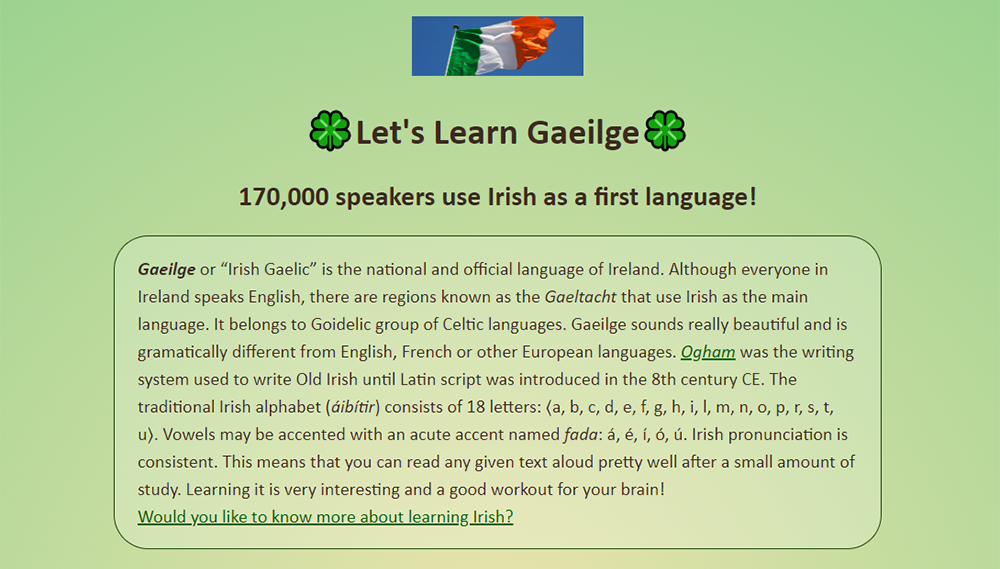 Let's Learn Gaeilge
170,000 speakers use Irish as a first language!
Gaeilge or “Irish Gaelic” is the national and official language of Ireland. Although everyone in
Ireland speaks English, there are regions known as the Gaeltacht that use Irish as the main
language. It belongs to Goidelic group of Celtic languages. Gaeilge sounds really beautiful and is
gramatically different from English, French or other European languages. Ogham was the writing
system used to write Old Irish until Latin script was introduced in the 8th century CE. The
traditional Irish alphabet (áibítir) consists of 18 letters: ⟨a, b, c, d, e, f, g, h, i, l, m, n, o, p, r, s, t,
u⟩. Vowels may be accented with an acute accent named fada: á, é, í, ó, ú. Irish pronunciation is
consistent. This means that you can read any given text aloud pretty well after a small amount of
study. Learning it is very interesting and a good workout for your brain!
Would you like to know more about learning Irish?